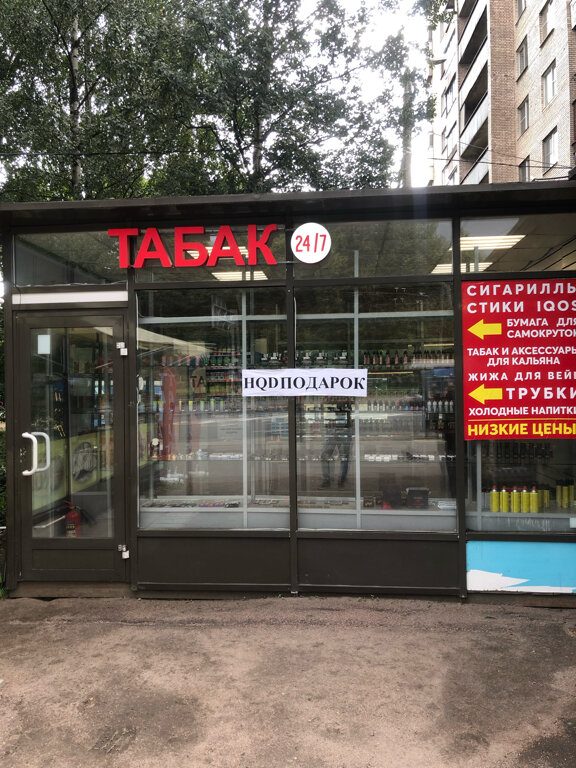 ТАБАК 24/7
HQD ПОДАРОК
СИГАРИЛЛЫ
СТИКИ IQOS
БУМАГА ДЛЯ
САМОКРУТОК
ТАБАК И АКСЕССУАРЫ
ДЛЯ КАЛЬЯНА
ЖИЖА ДЛЯ ВЕЙП
ТРУБКИ
ХОЛОДНЫЕ НАПИТКИ
НИЗКИЕ ЦЕНЫ